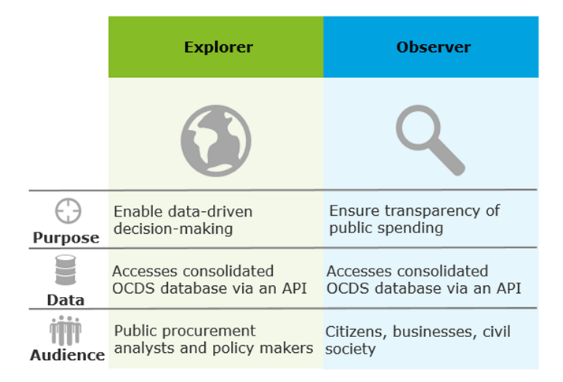 Explorer
Observer
Purpose
Enable data-driven
decision-making
Ensure transparency of
public spending
Data
Accesses consolidated
OCDS database via an API
Accesses consolidated
OCDS database via an API
Audience
Public procurement
analysts and policy makers
Citizens, businesses, civil
society